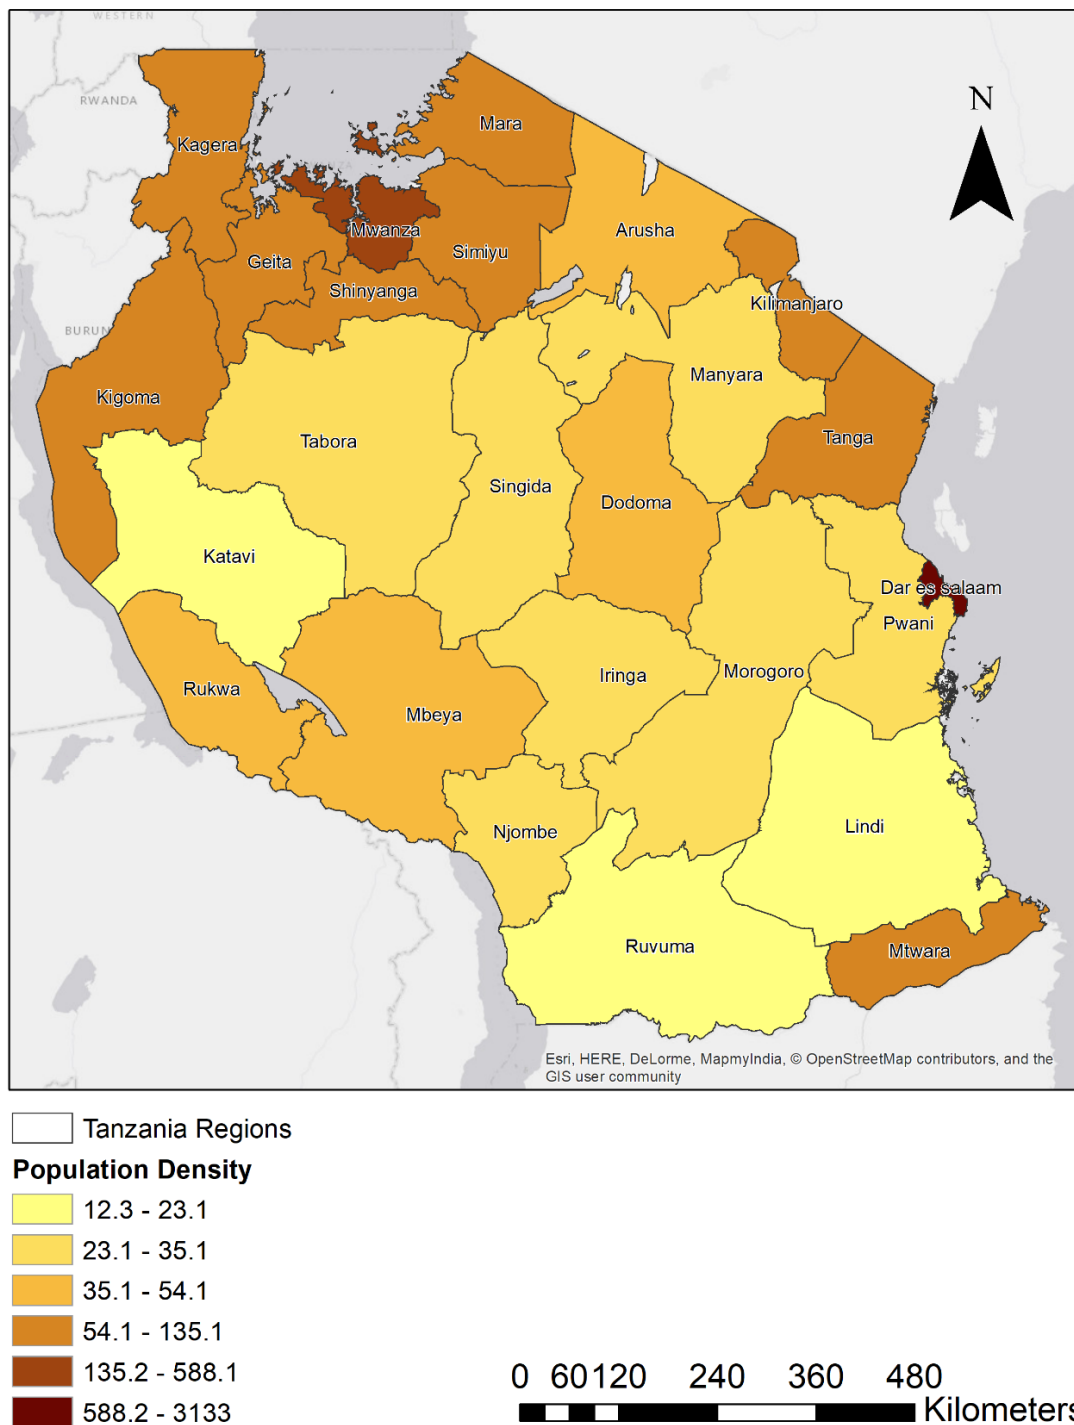 WESTERN
RWANDA
N
Mara
Kagera
Arusha
Mwanza
Simiyu
Geita
Shinyanga
Kilimanjaro
BURUN
Manyara
Kigoma
Tanga
Tabora
Singida
Dodoma
Katavi
Dar es salaam
Pwani
Iringa
Morogoro
Rukwa
Mbeya
Lindi
Njombe
Ruvuma
Mtwara
Esri, HERE, DeLorme, MapmyIndia, © OpenStreetMap contributors, and the
GIS user community
Tanzania Regions
Population Density
12.3 - 23.1
23.1 - 35.1
35.1 - 54.1
54.1 - 135.1
135.2 - 588.1
588.2 - 3133
0 60 120 240 360 480
Kilometers